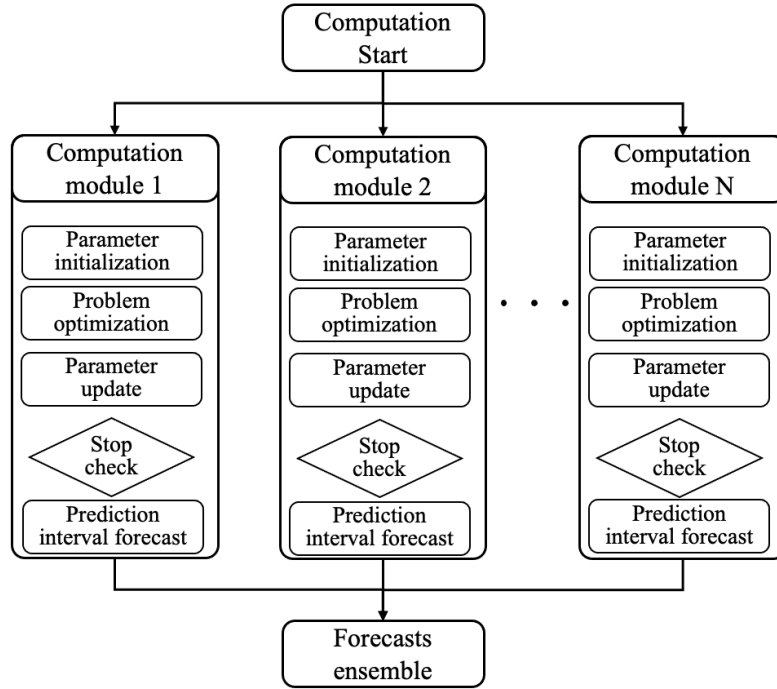 Computation
Start
Computation
module 1
Parameter
initialization
Problem
optimization
Parameter
update
Stop
check
Prediction
interval forecast
Computation
module 2
Parameter
initialization
Problem
optimization
Parameter
update
Stop
check
Prediction
interval forecast
. . .
Computation
module N
Parameter
initialization
Problem
optimization
Parameter
update
Stop
check
Prediction
interval forecast
Forecasts
ensemble